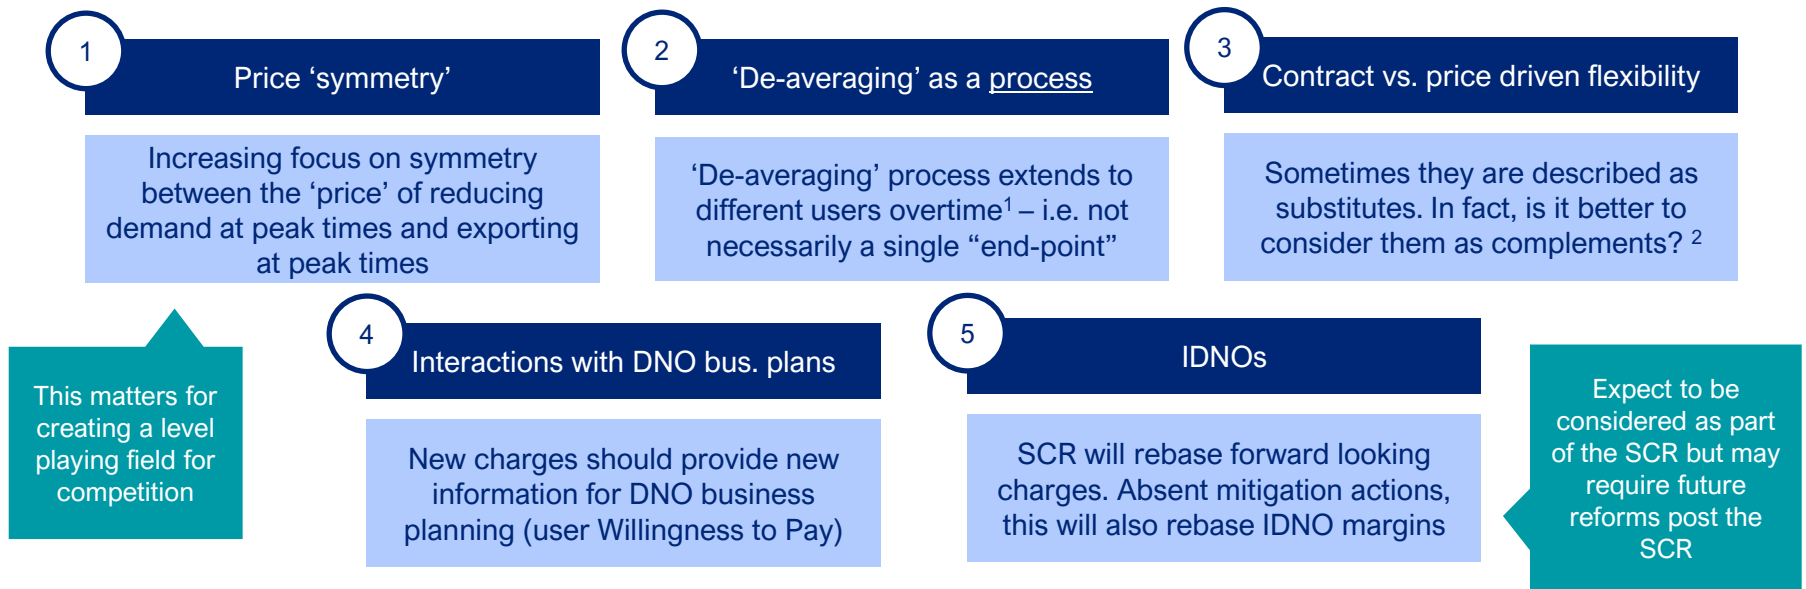 1
Price ‘symmetry’
Increasing focus on symmetry
between the ‘price’ of reducing
demand at peak times and exporting
at peak times
This matters for
creating a level
playing field for
competition
2
‘De-averaging’ as a process
‘De-averaging’ process extends to
different users overtime¹ – i.e. not
necessarily a single “end-point”
3
Contract vs. price driven flexibility
Sometimes they are described as
substitutes. In fact, is it better to
consider them as complements? ²
4
Interactions with DNO bus. plans
New charges should provide new
information for DNO business
planning (user Willingness to Pay)
5
IDNOs
SCR will rebase forward looking
charges. Absent mitigation actions,
this will also rebase IDNO margins
Expect to be
considered as part
of the SCR but may
require future
reforms post the
SCR